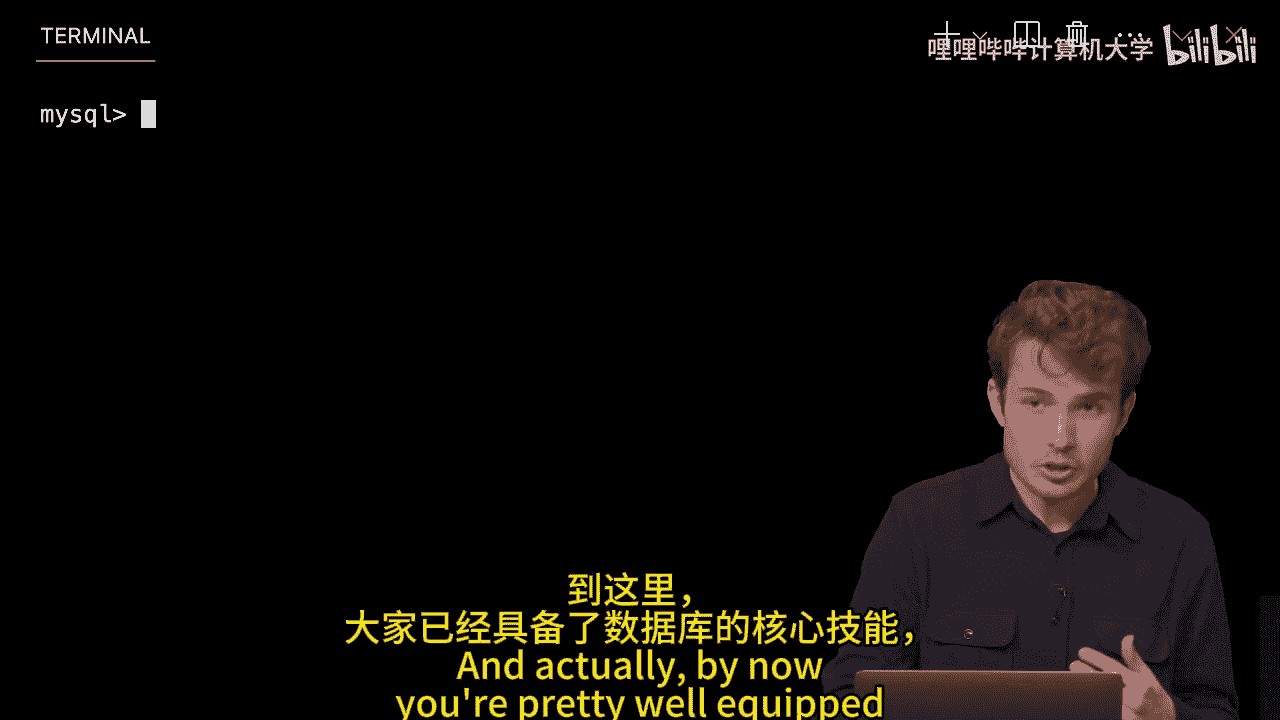 TERMINAL
哩哩哔哔计算机大学 bilibili
mysql>
到这里，
大家已经具备了数据库的核心技能，
And actually, by now
you're pretty well equipped